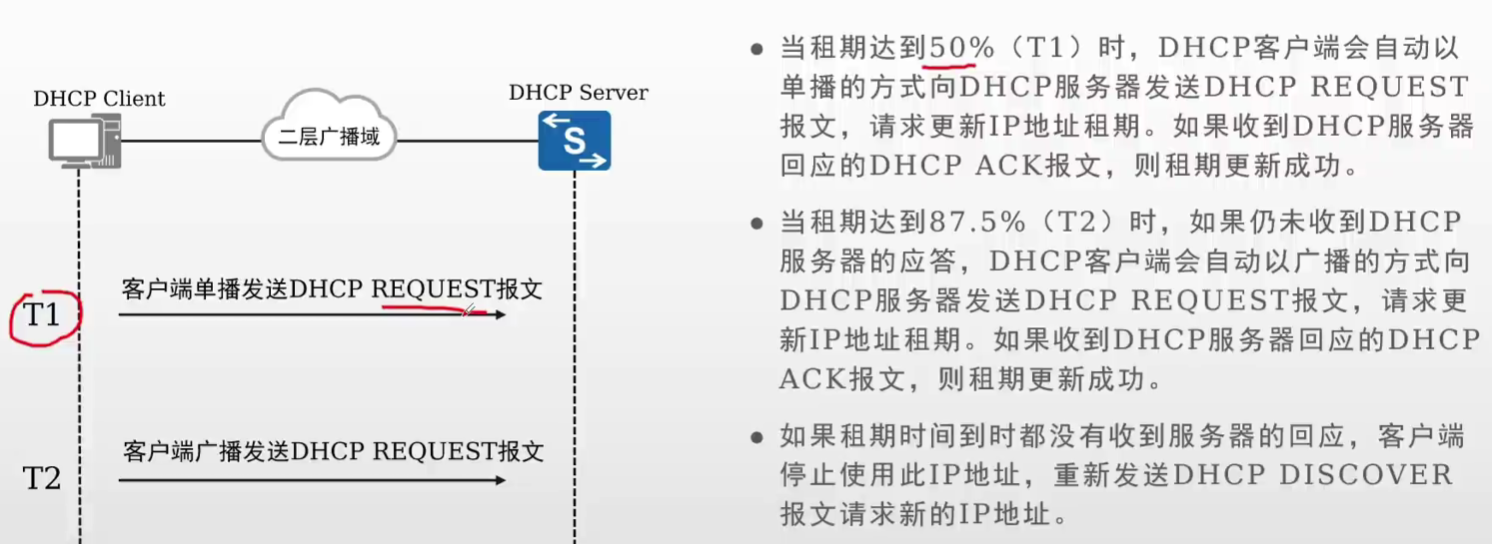 DHCP Client
DHCP Server
二层广播域
S
T1
客户端单播发送DHCP REQUEST报文
T2
客户端广播发送DHCP REQUEST报文
● 当租期达到50%（T1）时，DHCP客户端会自动以
单播的方式向DHCP服务器发送DHCP REQUEST
报文，请求更新IP地址租期。如果收到DHCP服务器
回应的DHCP ACK报文，则租期更新成功。
● 当租期达到87.5%（T2）时，如果仍未收到DHCP
服务器的应答，DHCP客户端会自动以广播的方式向
DHCP服务器发送DHCP REQUEST报文，请求更
新IP地址租期。如果收到DHCP服务器回应的DHCP
ACK报文，则租期更新成功。
● 如果租期时间到时都没有收到服务器的回应，客户端
停止使用此IP地址，重新发送DHCP DISCOVER
报文请求新的IP地址。